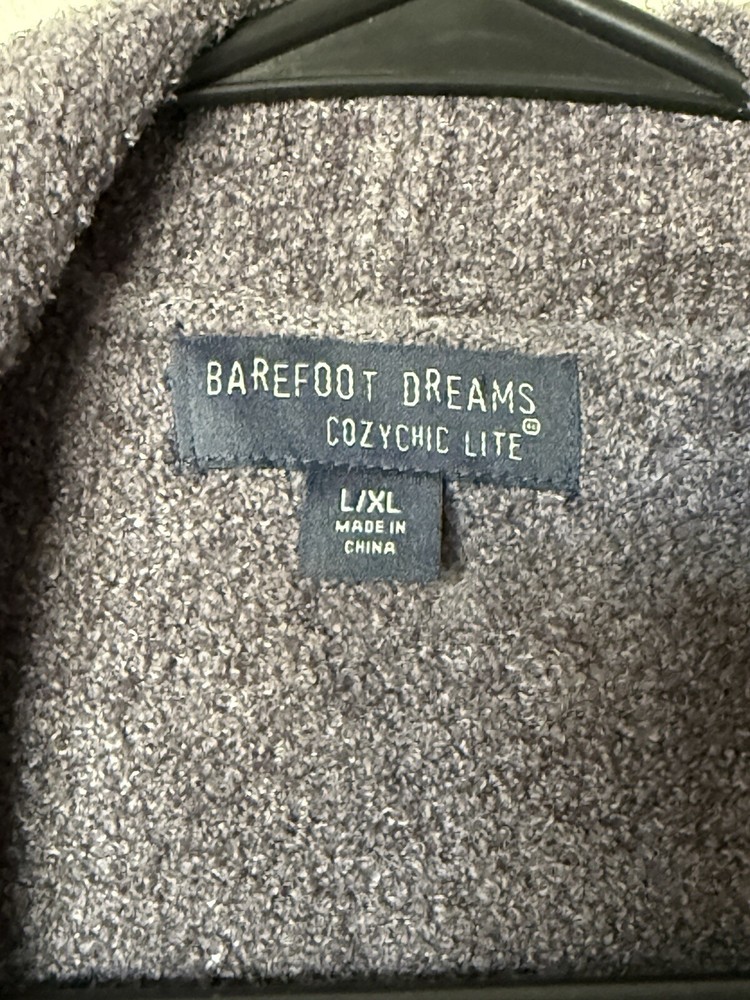 BAREFOOT DREAMS
COZYCHIC LITE
L/XL
MADE IN
CHINA